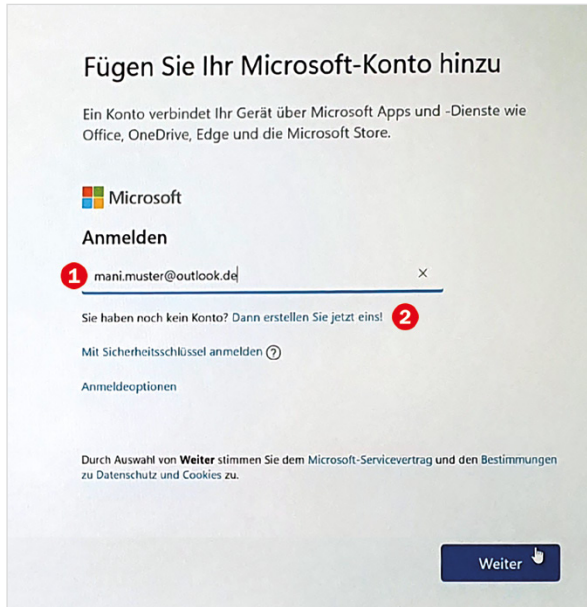 Fügen Sie Ihr Microsoft-Konto hinzu
Ein Konto verbindet Ihr Gerät über Microsoft Apps und -Dienste wie
Office, OneDrive, Edge und die Microsoft Store.
Microsoft
Anmelden
1 mani.muster@outlook.de ×
Sie haben noch kein Konto? Dann erstellen Sie jetzt eins! 2
Mit Sicherheitsschlüssel anmelden ?
Anmeldeoptionen
Durch Auswahl von Weiter stimmen Sie dem Microsoft-Servicevertrag und den Bestimmungen
zu Datenschutz und Cookies zu.
Weiter